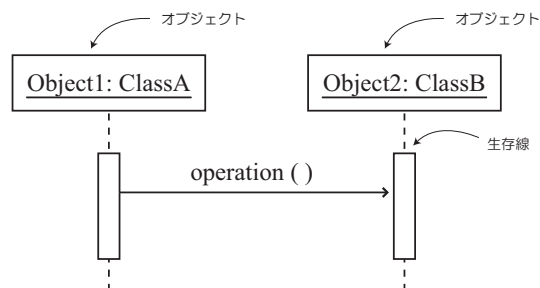 オブジェクト
オブジェクト
Object1: ClassA
Object2: ClassB
生存線
operation ( )